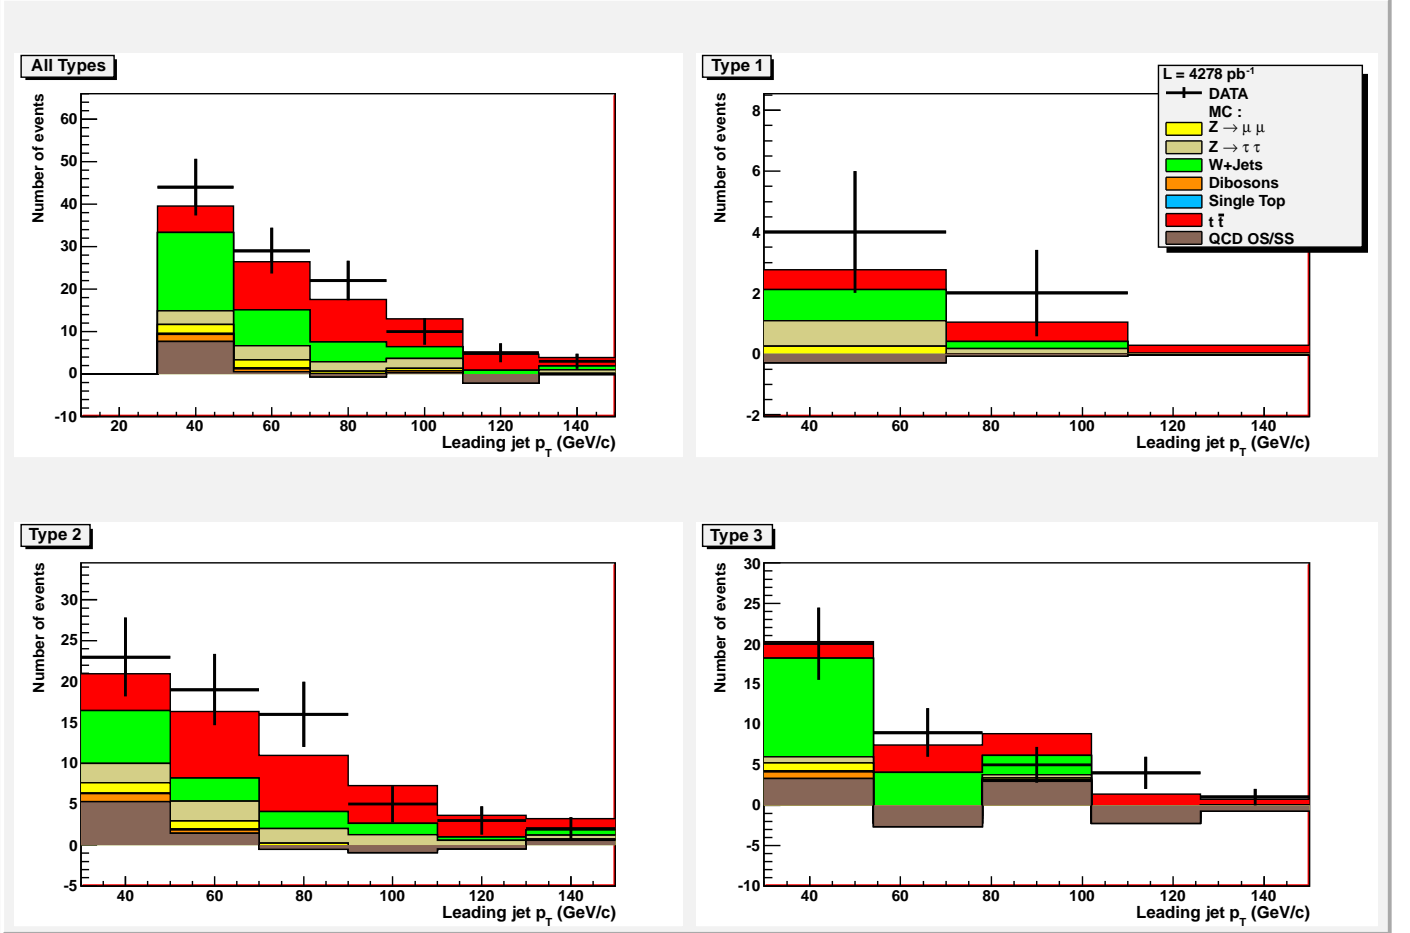 All Types
Number of events
60
50
40
30
20
10
0
-10
20
40
60
80
100
120
140
Leading jet p_T (GeV/c)
Type 1
Number of events
8
6
4
2
0
-2
40
60
80
100
120
140
Leading jet p_T (GeV/c)
L = 4278 pb⁻¹
DATA
MC :
Z → μ μ
Z → τ τ
W+Jets
Dibosons
Single Top
t t̄
QCD OS/SS
Type 2
Number of events
30
25
20
15
10
5
0
-5
40
60
80
100
120
140
Leading jet p_T (GeV/c)
Type 3
Number of events
30
25
20
15
10
5
0
-5
-10
40
60
80
100
120
140
Leading jet p_T (GeV/c)